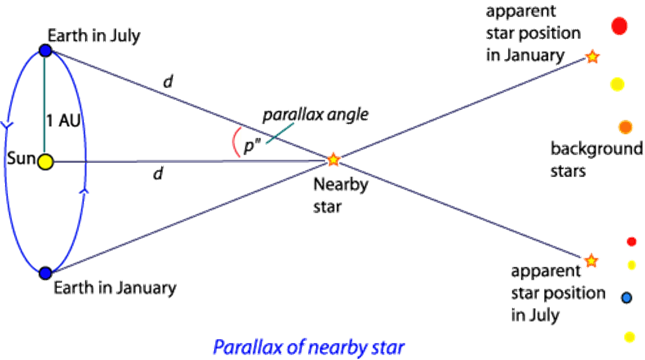 Earth in July
apparent
star position
in January
d
parallax angle
1 AU
p"
background
stars
Sun
d
Nearby
star
apparent
star position
in July
Earth in January
Parallax of nearby star